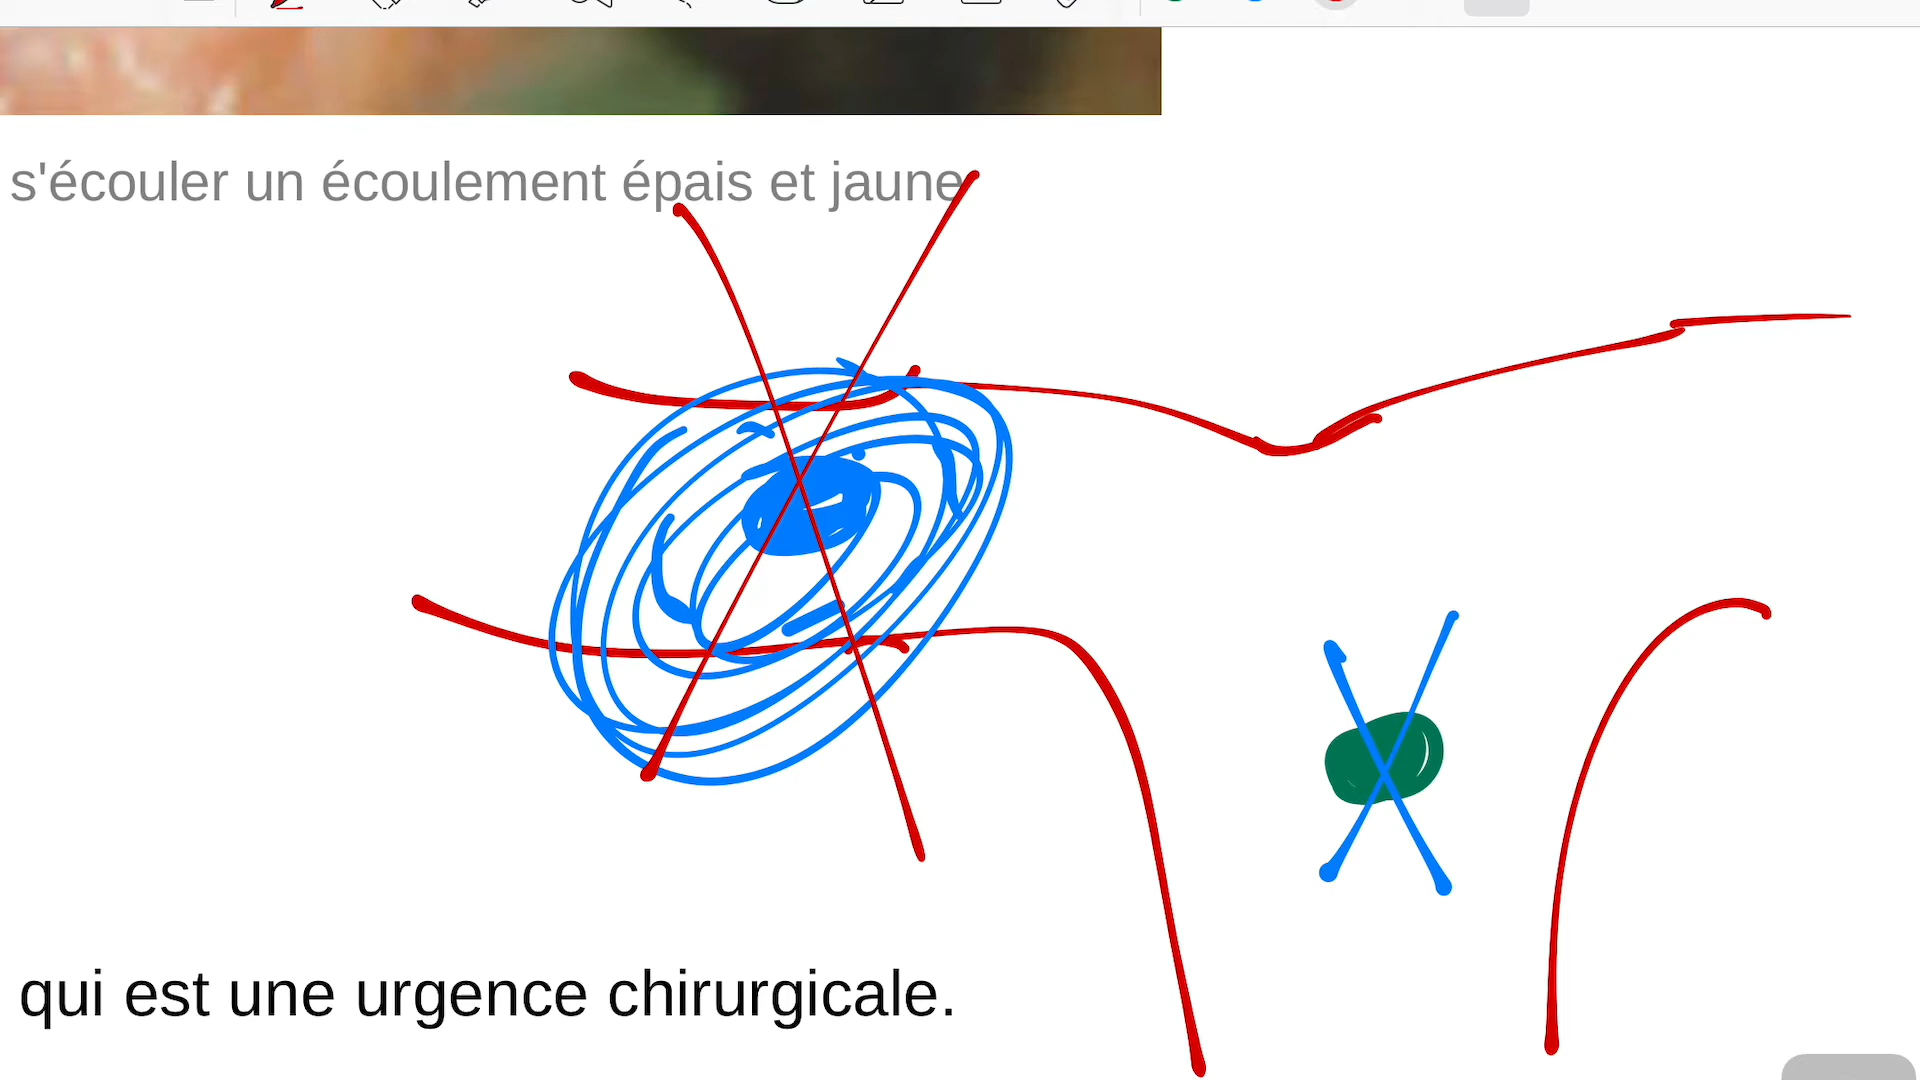 s'écouler un écoulement épais et jaune
qui est une urgence chirurgicale.